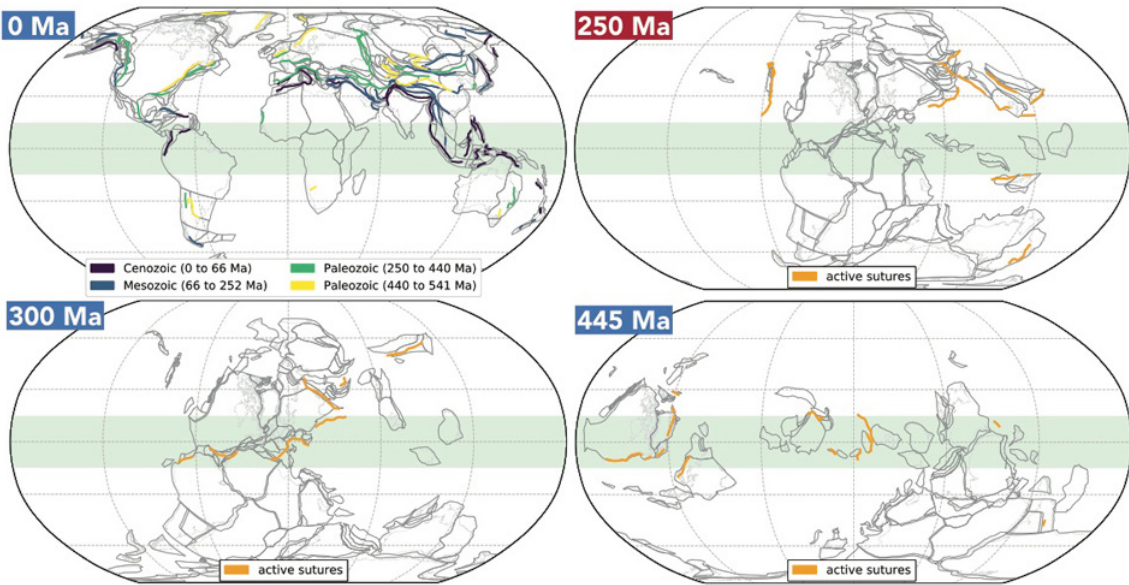 0 Ma
Cenozoic (0 to 66 Ma)
Mesozoic (66 to 252 Ma)
Paleozoic (250 to 440 Ma)
Paleozoic (440 to 541 Ma)
250 Ma
active sutures
300 Ma
active sutures
445 Ma
active sutures